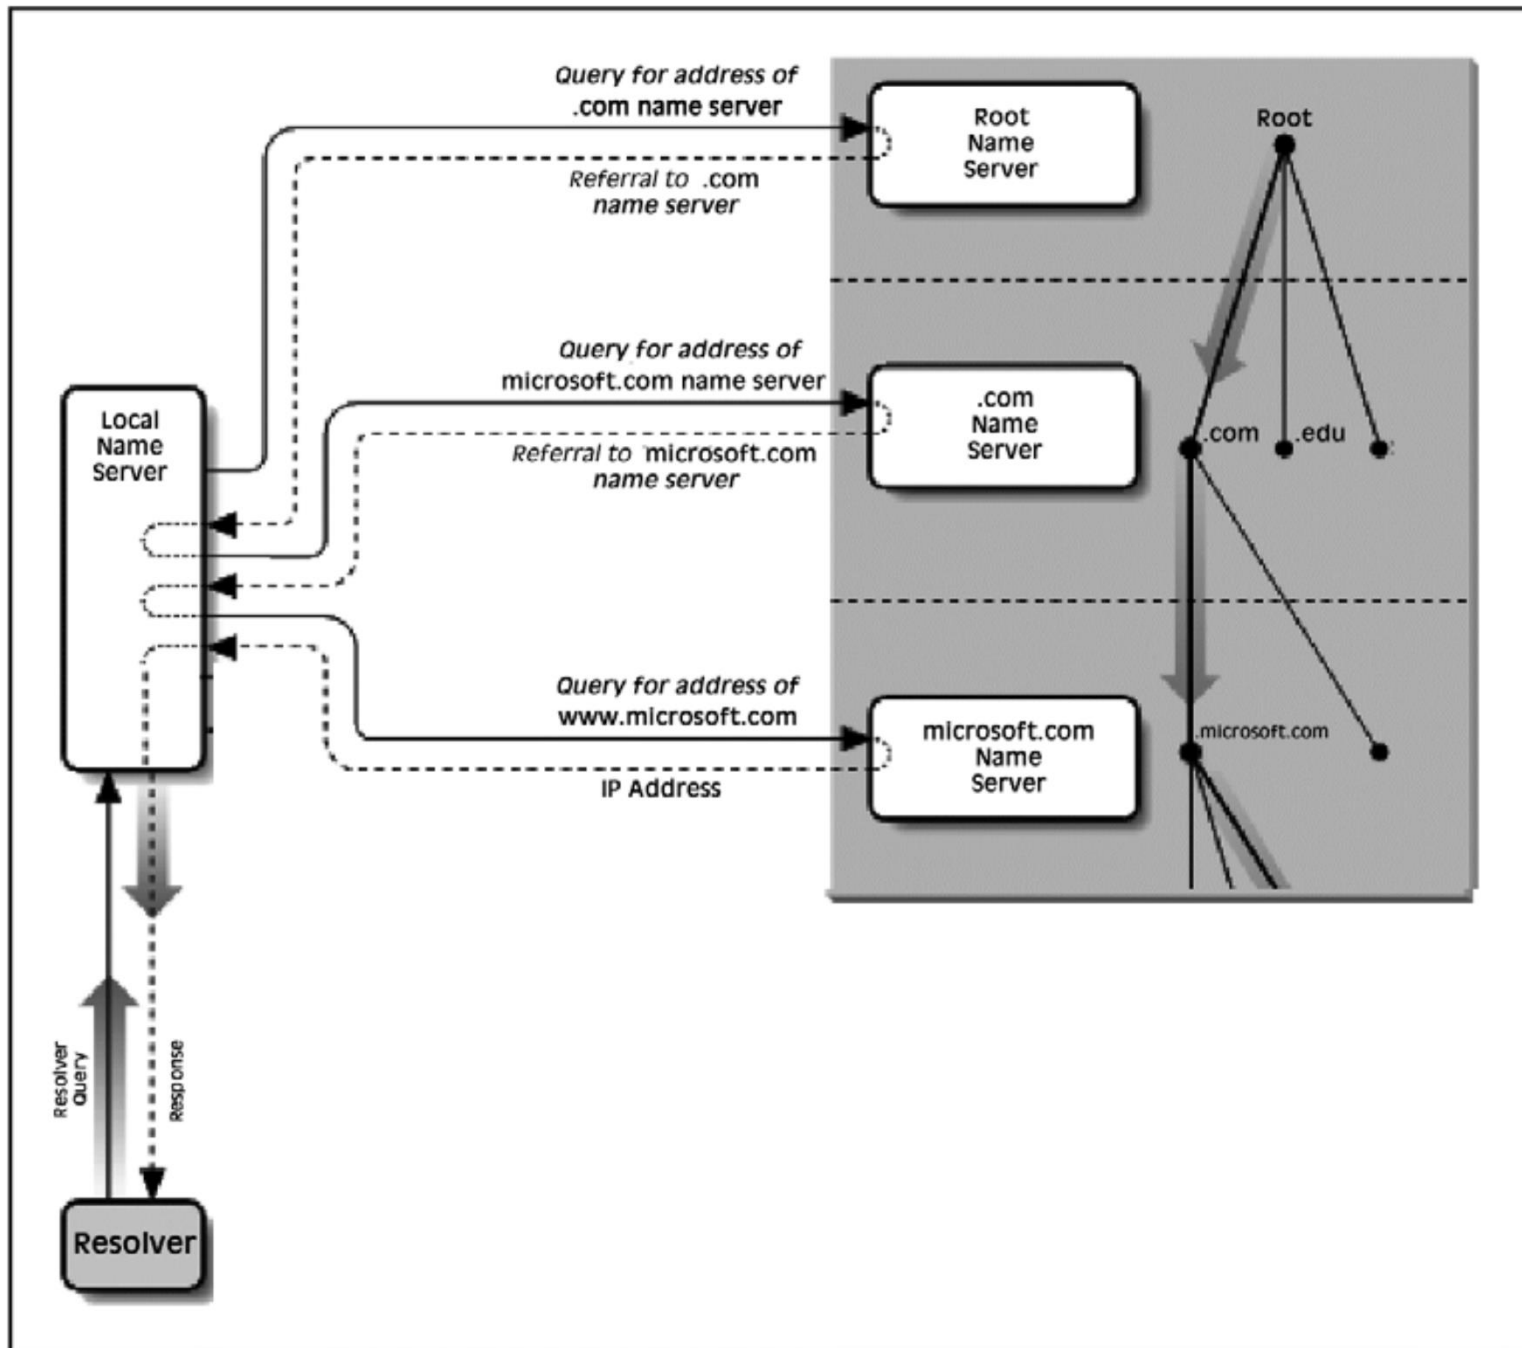 Query for address of
.com name server
Root
Name
Server
Root
Referral to .com
name server
Query for address of
microsoft.com name server
.com
Name
Server
.com
.edu
Local
Name
Server
Referral to microsoft.com
name server
Query for address of
www.microsoft.com
microsoft.com
Name
Server
.microsoft.com
IP Address
Resolver
Query
Response
Resolver